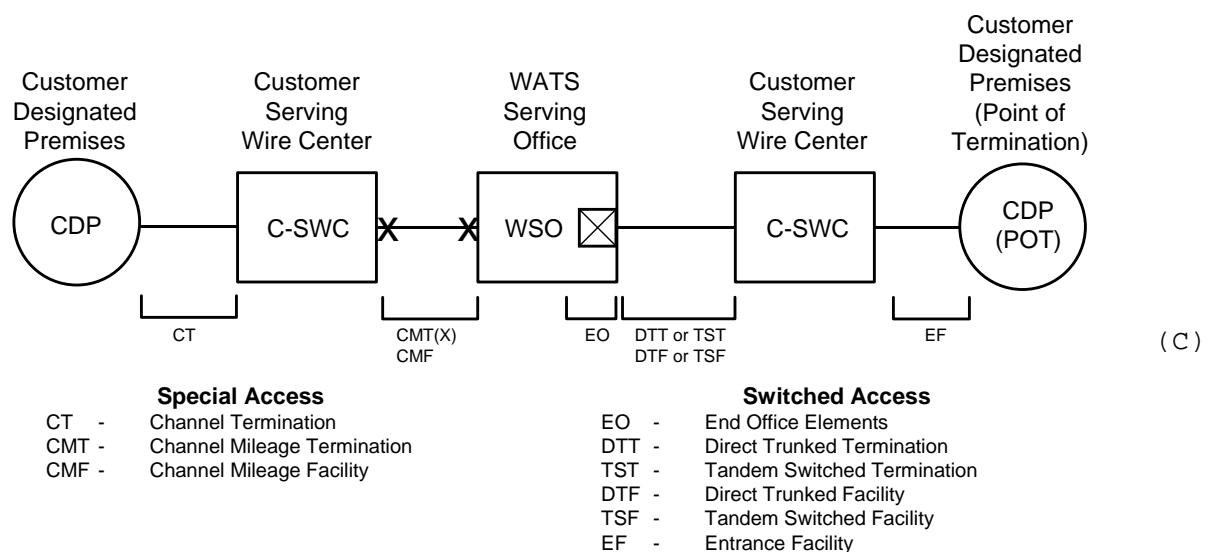 Customer
Designated
Premises
Customer
Serving
Wire Center
WATS
Serving
Office
Customer
Serving
Wire Center
Customer
Designated
Premises
(Point of
Termination)
CDP
C-SWC
X
X
WSO
C-SWC
CDP
(POT)
CT
CMT(X)
CMF
EO
DTT or TST
DTF or TSF
EF
(C)
Special Access
CT - Channel Termination
CMT - Channel Mileage Termination
CMF - Channel Mileage Facility
Switched Access
EO - End Office Elements
DTT - Direct Trunked Termination
TST - Tandem Switched Termination
DTF - Direct Trunked Facility
TSF - Tandem Switched Facility
EF - Entrance Facility